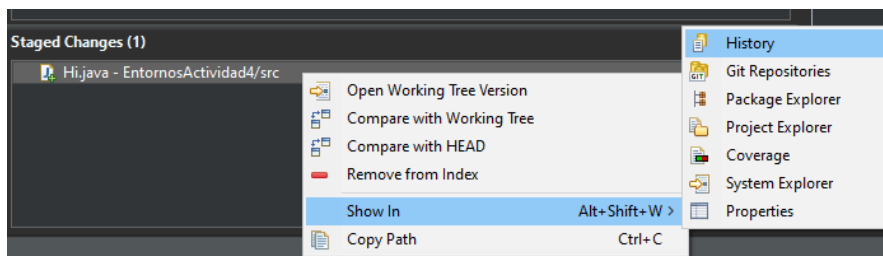 Staged Changes (1)
Hi.java - EntornosActividad4/src
Open Working Tree Version
Compare with Working Tree
Compare with HEAD
Remove from Index
Show In Alt+Shift+W >
Copy Path Ctrl+C
History
GIT Git Repositories
Package Explorer
Project Explorer
Coverage
System Explorer
Properties